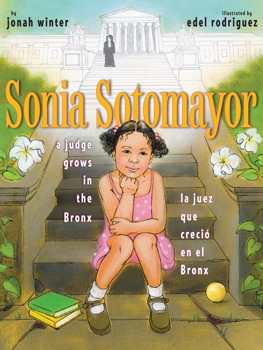 by
jonah winter
illustrated by
edel rodriguez
Sonia Sotomayor
a judge
grows
in
the
Bronx
la juez
que
creció
en el
Bronx